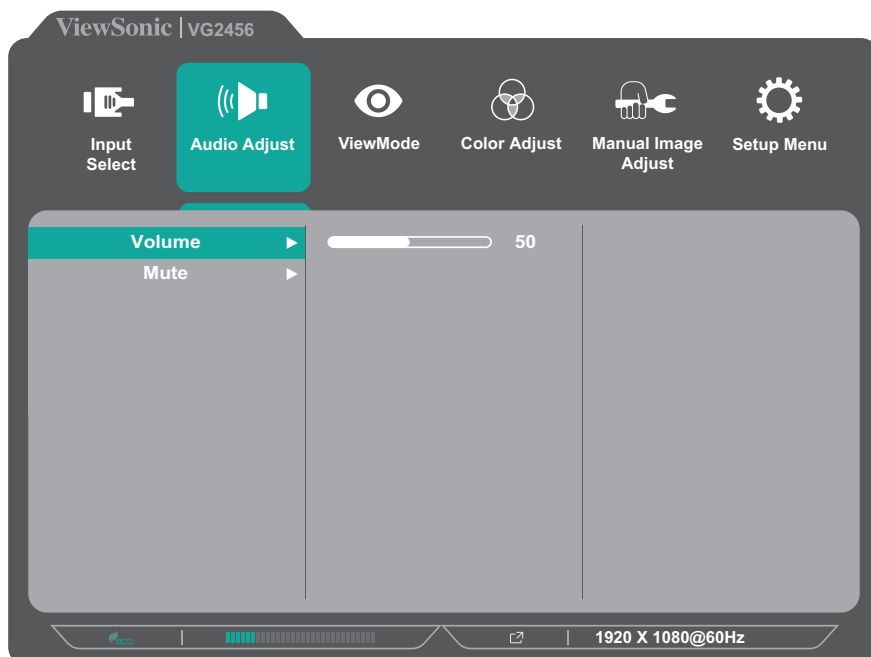 ViewSonic | VG2456
Input Select
Audio Adjust
ViewMode
Color Adjust
Manual Image Adjust
Setup Menu
Volume
50
Mute
eco
1920 X 1080@60Hz